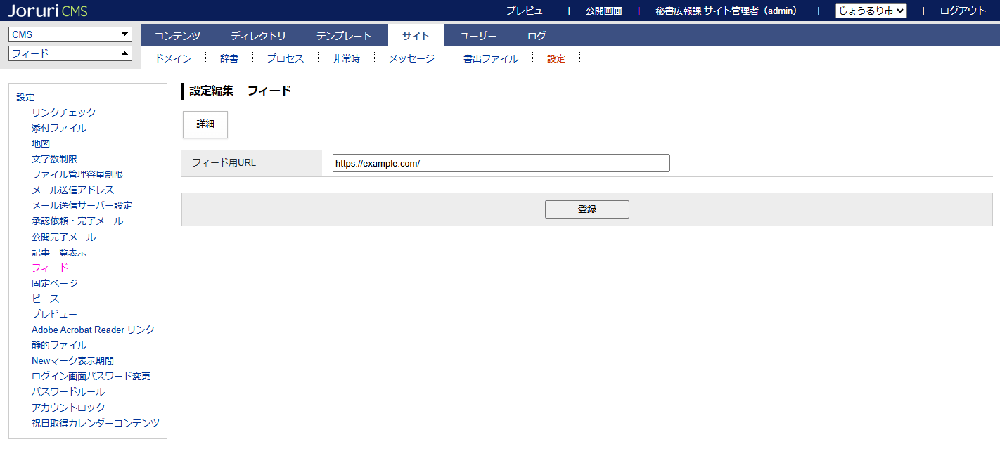 Joruri CMS
プレビュー | 公開画面 | 秘書広報課 サイト管理者（admin） | じょうるり市 | ログアウト
CMS
フィード
コンテンツ ディレクトリ テンプレート サイト ユーザー ログ
ドメイン 辞書 プロセス 非常時 メッセージ 書出ファイル 設定
設定
リンクチェック
添付ファイル
地図
文字数制限
ファイル管理容量制限
メール送信アドレス
メール送信サーバー設定
承認依頼・完了メール
公開完了メール
記事一覧表示
フィード
固定ページ
ピース
プレビュー
Adobe Acrobat Reader リンク
静的ファイル
Newマーク表示期間
ログイン画面パスワード変更
パスワードルール
アカウントロック
祝日取得カレンダーコンテンツ
設定編集 フィード
詳細
フィード用URL https://example.com/
登録